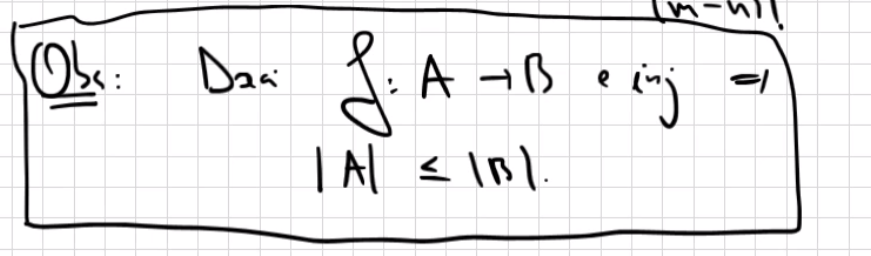 (m-n)!
Obs: Dacă f: A → B e inj ⇒
|A| ≤ |B|.